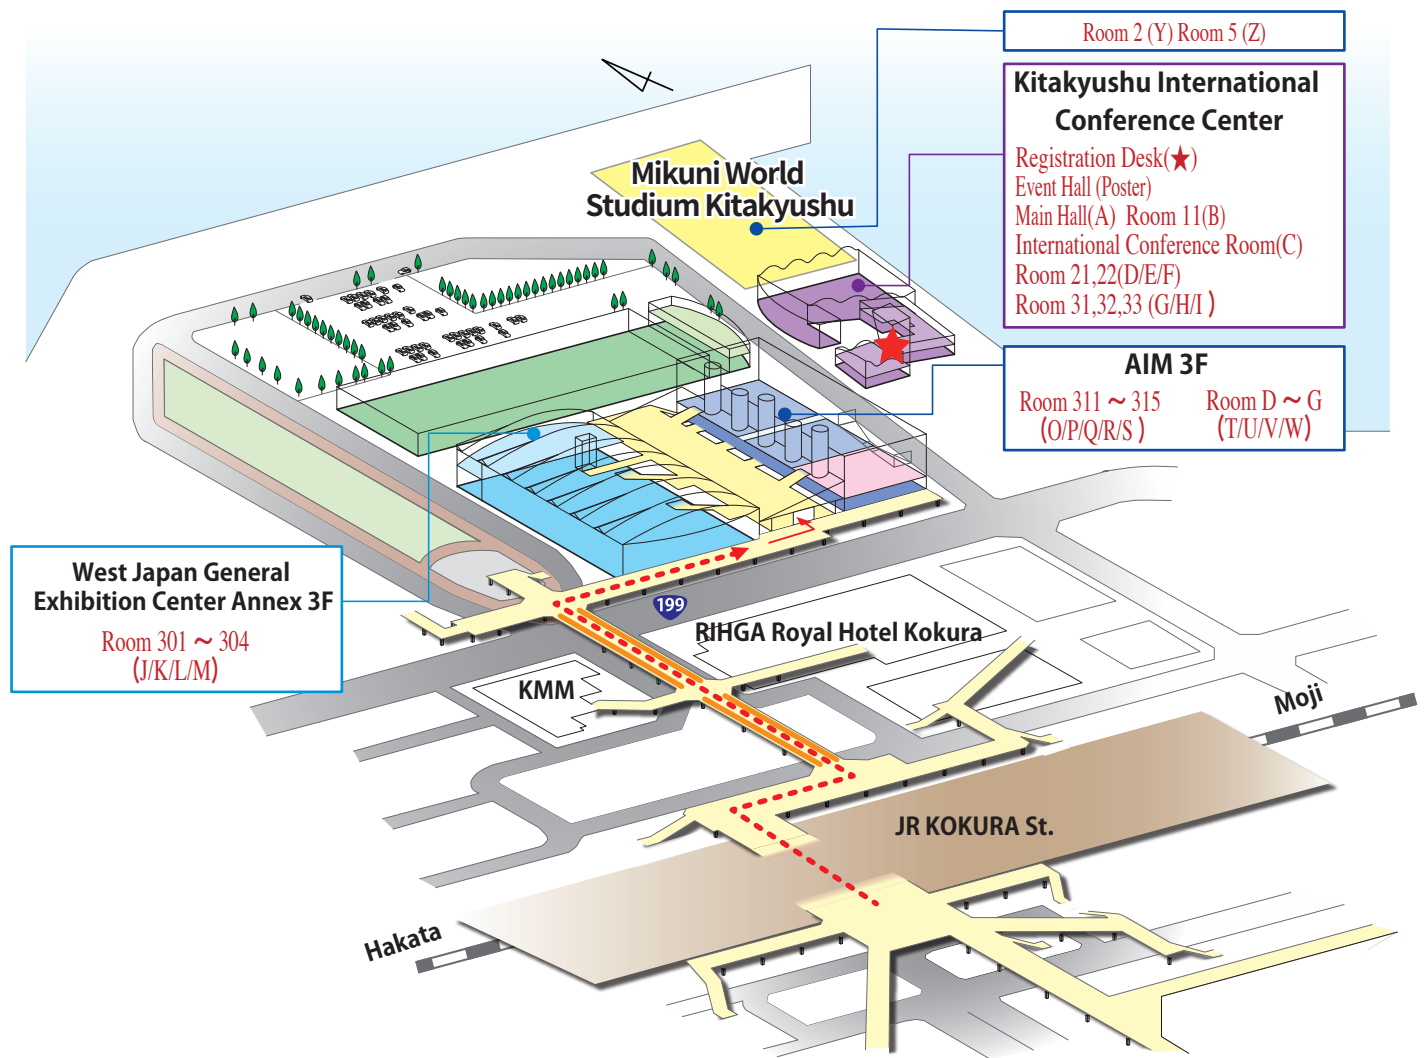 Room 2 (Y) Room 5 (Z)
Kitakyushu International
Conference Center
Registration Desk(★)
Event Hall (Poster)
Main Hall(A) Room 11(B)
International Conference Room(C)
Room 21,22(D/E/F)
Room 31,32,33 (G/H/I )
Mikuni World
Studium Kitakyushu
AIM 3F
Room 311 ~ 315
(O/P/Q/R/S )
Room D ~ G
(T/U/V/W)
West Japan General
Exhibition Center Annex 3F
Room 301 ~ 304
(J/K/L/M)
199
RIHGA Royal Hotel Kokura
KMM
Moji
JR KOKURA St.
Hakata